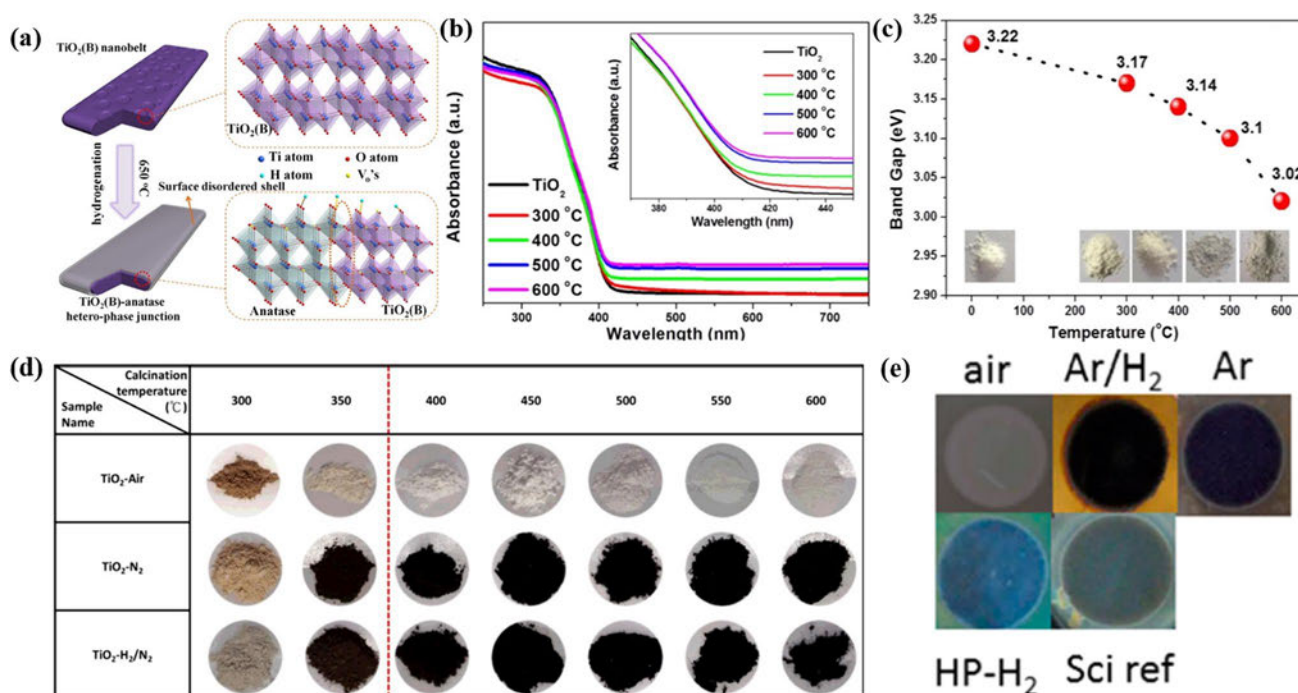 (a)
TiO₂(B) nanobelt
TiO₂(B)
Ti atom
O atom
H atom
Vₒ's
hydrogenation
650 °C
Surface disordered shell
TiO₂(B)-anatase
hetero-phase junction
Anatase
TiO₂(B)
(b)
Absorbance (a.u.)
TiO₂
300 °C
400 °C
500 °C
600 °C
300 400 500 600 700
Wavelength (nm)
Absorbance (a.u.)
TiO₂
300 °C
400 °C
500 °C
600 °C
380 400 420 440
Wavelength (nm)
(c)
Band Gap (eV)
3.25
3.20
3.15
3.10
3.05
3.00
2.95
2.90
3.22
3.17
3.14
3.1
3.02
0 100 200 300 400 500 600
Temperature (°C)
(d)
Calcination
temperature
(℃)
Sample
Name
300 350 400 450 500 550 600
TiO₂-Air
TiO₂-N₂
TiO₂-H₂/N₂
(e)
air Ar/H₂ Ar
HP-H₂ Sci ref